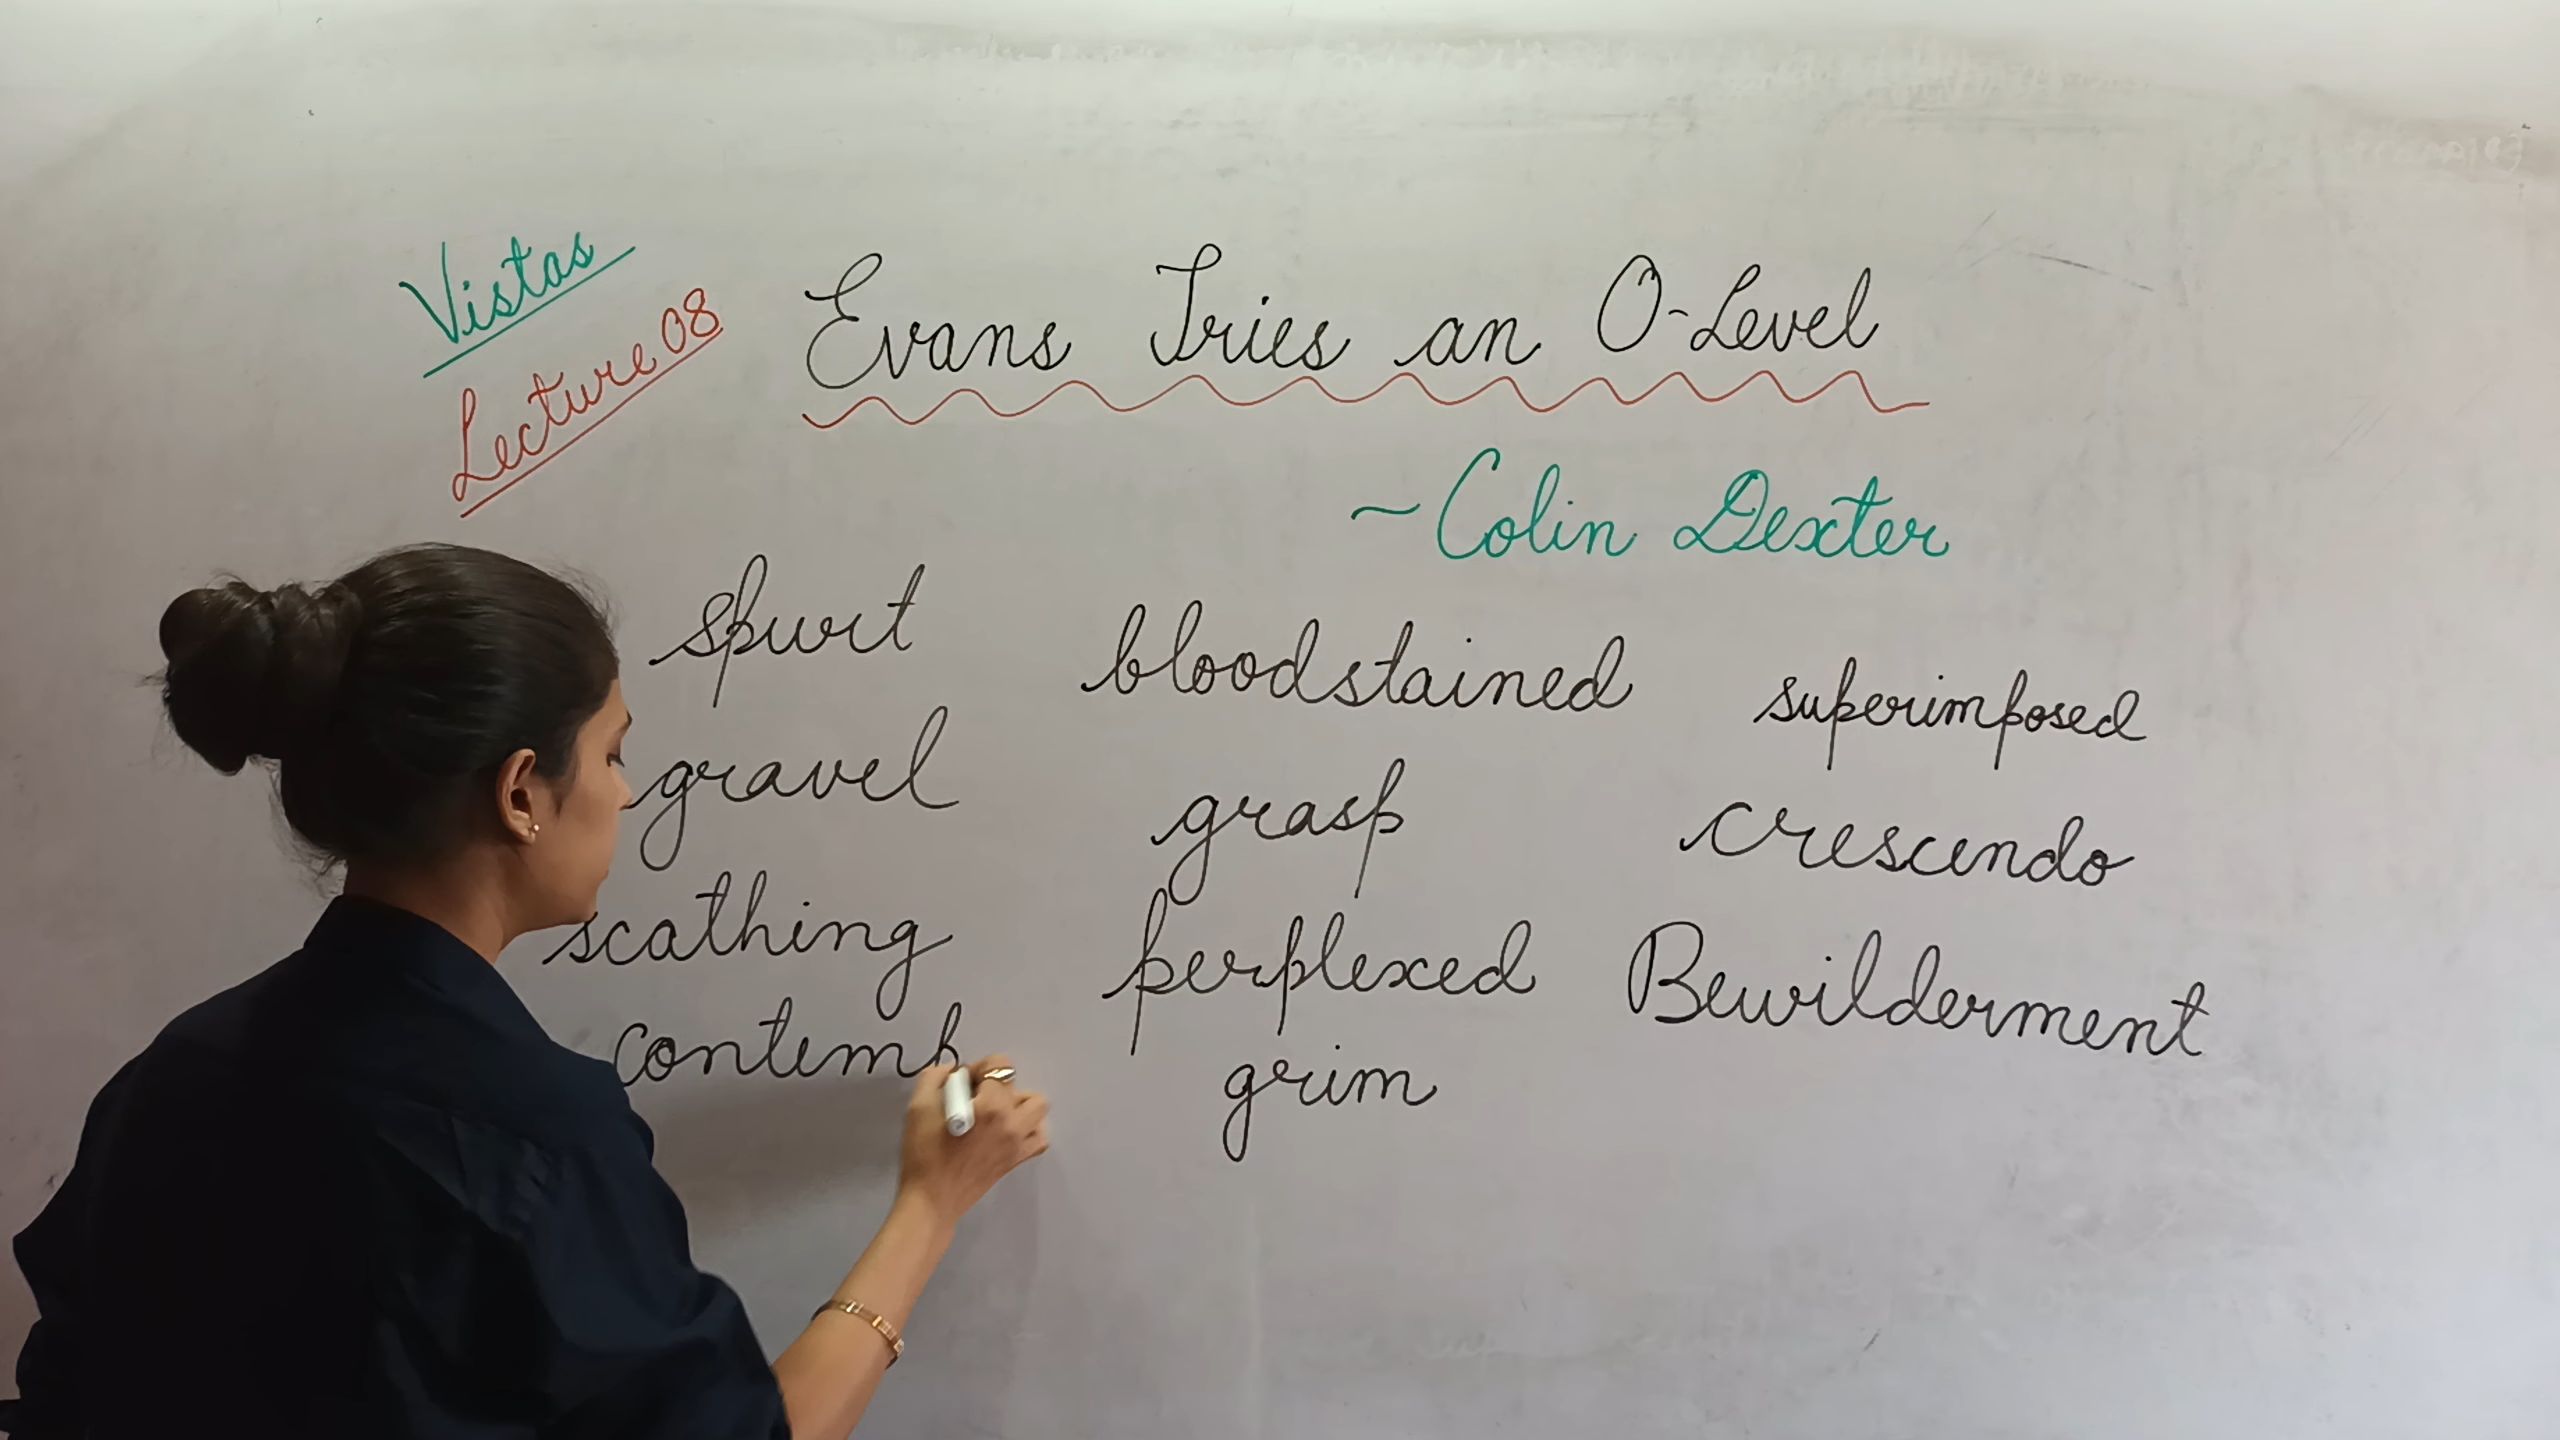 Vistas
Lecture 08
Evans Tries an O-Level
~ Colin Dexter
spurt bloodstained superimposed
gravel grasp crescendo
scathing perplexed Bewilderment
contemp grim